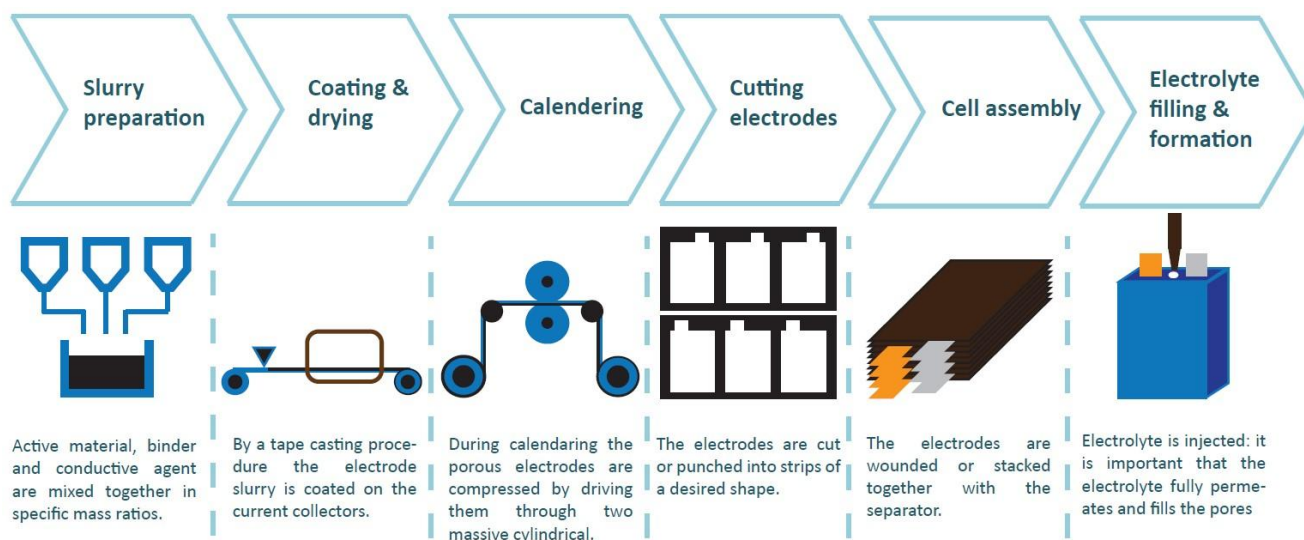 Slurry
preparation
Coating &
drying
Calendering
Cutting
electrodes
Cell assembly
Electrolyte
filling &
formation
Active material, binder
and conductive agent
are mixed together in
specific mass ratios.
By a tape casting proce-
dure the electrode
slurry is coated on the
current collectors.
During calendaring the
porous electrodes are
compressed by driving
them through two
massive cylindrical.
The electrodes are cut
or punched into strips of
a desired shape.
The electrodes are
wounded or stacked
together with the
separator.
Electrolyte is injected: it
is important that the
electrolyte fully perme-
ates and fills the pores